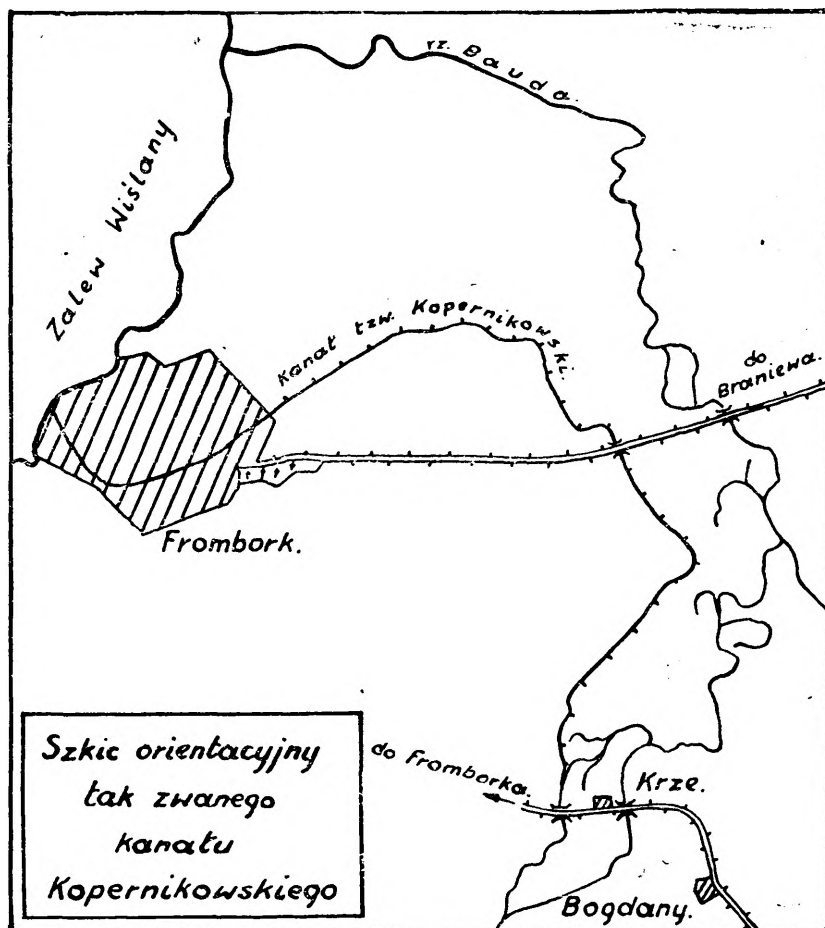 rz. Bauda.
Zalew Wiślany
Kanał tzw. Kopernikowski.
do
Braniewa.
Frombork.
do Fromborka.
Krze.
Bogdany.
Szkic orientacyjny
tak zwanego
kanału
Kopernikowskiego